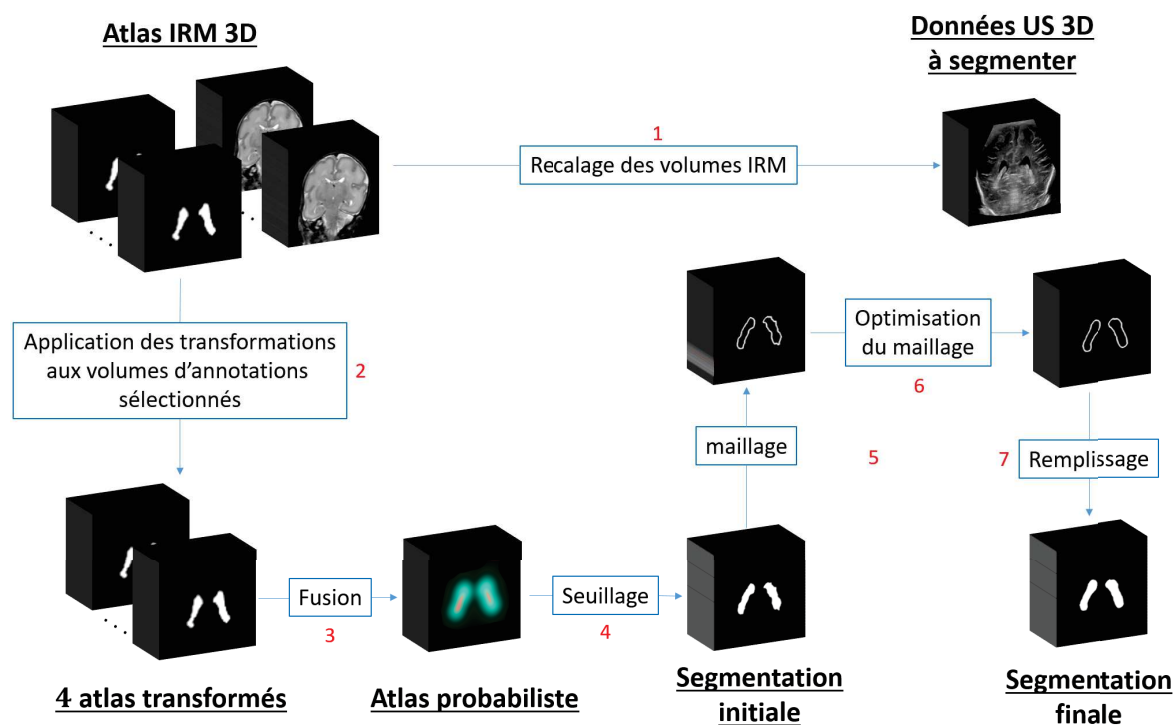 Atlas IRM 3D
Données US 3D
à segmenter
1
Recalage des volumes IRM
Application des transformations
aux volumes d'annotations
sélectionnés
2
Optimisation
du maillage
6
maillage
5
7
Remplissage
Fusion
3
Seuillage
4
4 atlas transformés
Atlas probabiliste
Segmentation
initiale
Segmentation
finale